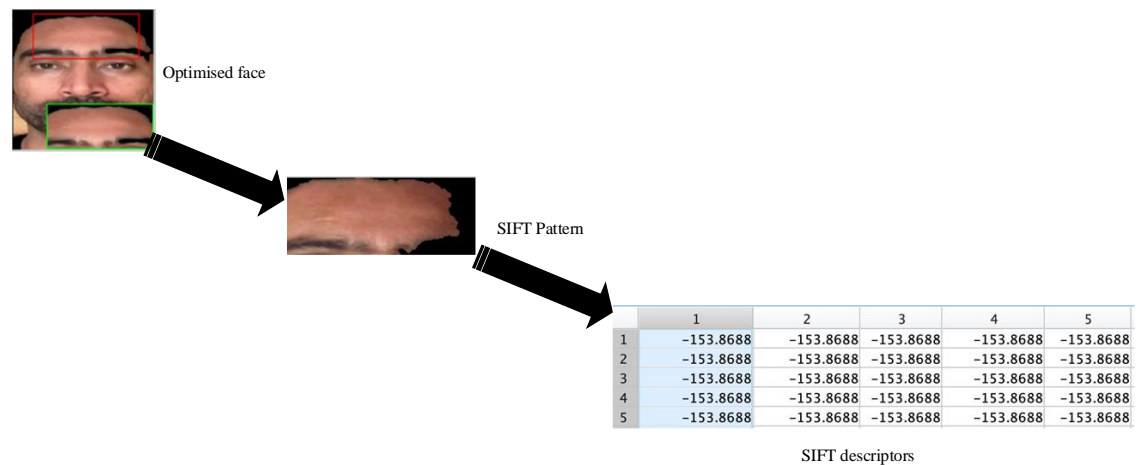 Optimised face
SIFT Pattern
1 2 3 4 5
1 -153.8688 -153.8688 -153.8688 -153.8688 -153.8688
2 -153.8688 -153.8688 -153.8688 -153.8688 -153.8688
3 -153.8688 -153.8688 -153.8688 -153.8688 -153.8688
4 -153.8688 -153.8688 -153.8688 -153.8688 -153.8688
5 -153.8688 -153.8688 -153.8688 -153.8688 -153.8688
SIFT descriptors